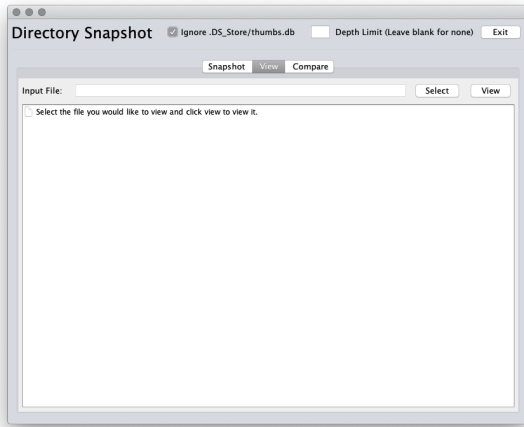 Directory Snapshot Ignore .DS_Store/thumbs.db Depth Limit (Leave blank for none) Exit
Snapshot View Compare
Input File: Select View
Select the file you would like to view and click view to view it.